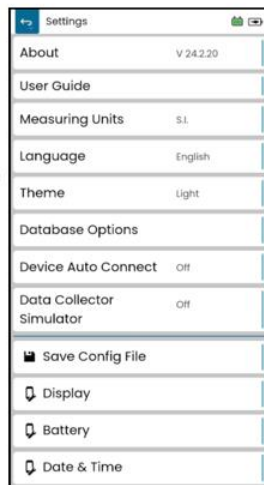 Settings
About V 24.2.20
User Guide
Measuring Units S.I.
Language English
Theme Light
Database Options
Device Auto Connect Off
Data Collector Off
Simulator
Save Config File
Display
Battery
Date & Time